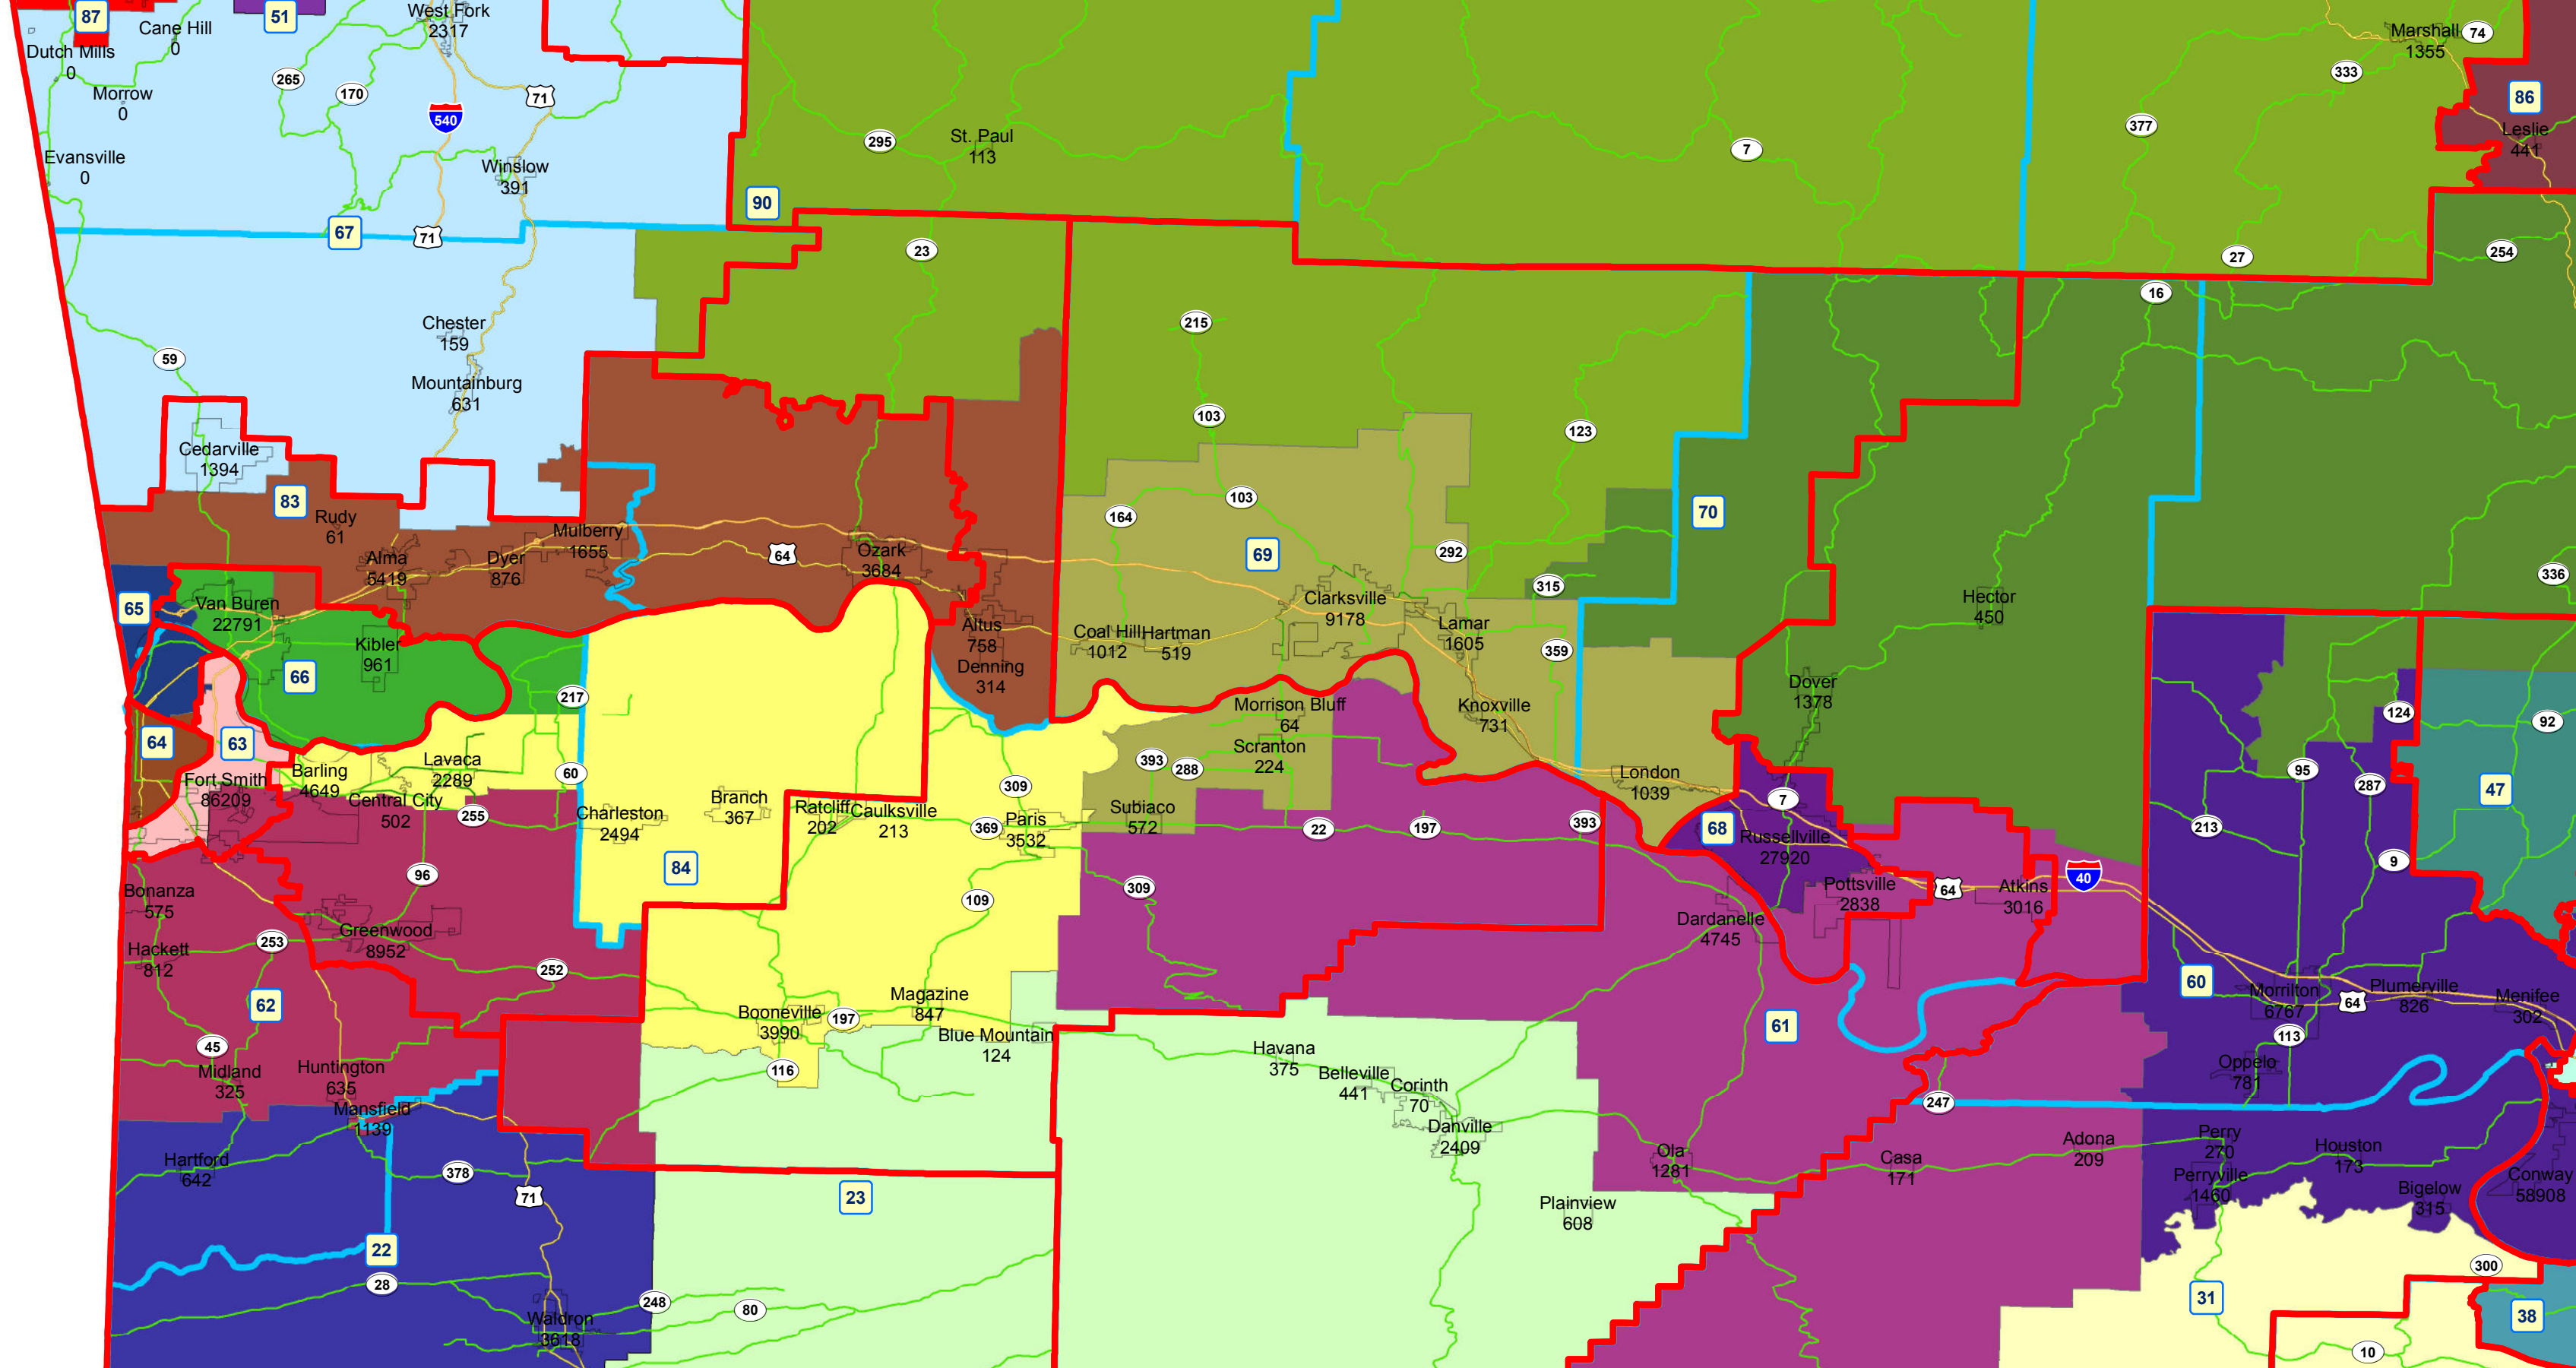 87
51
Cane Hill
0
West Fork
2317
Dutch Mills
0
Marshall
1355
74
333
265
170
71
540
Morrow
0
86
377
Leslie
441
295
St. Paul
113
7
Evansville
0
Winslow
391
90
67
71
23
27
254
16
Chester
159
215
59
Mountainburg
631
103
123
Cedarville
1394
83
103
164
70
Rudy
61
Mulberry
1655
64
Ozark
3684
69
292
Alma
5419
Dyer
876
315
336
65
Van Buren
22791
Clarksville
9178
Hector
450
Altus
758
Coal Hill
1012
Hartman
519
Lamar
1605
359
Kibler
961
66
Denning
314
217
Dover
1378
Morrison Bluff
64
Knoxville
731
124
92
64
63
Scranton
224
393
288
95
287
Lavaca
2289
60
Barling
4649
Fort Smith
86209
London
1039
7
47
309
Central City
502
255
Charleston
2494
Branch
367
Ratcliff
202
Caulksville
213
369
Paris
3532
Subiaco
572
22
197
393
68
213
Russellville
27920
9
84
96
309
109
Bonanza
575
Pottsville
2838
64
Atkins
3016
40
Greenwood
8952
Dardanelle
4745
253
Hackett
812
252
62
60
Morrilton
6767
64
Plumerville
826
Menifee
302
Booneville
3990
197
Magazine
847
Blue Mountain
124
61
113
45
Midland
325
Huntington
635
116
Havana
375
Belleville
441
Corinth
70
Oppelo
781
247
Mansfield
1139
Danville
2409
Hartford
642
378
71
23
Ola
1281
Casa
171
Adona
209
Perry
270
Houston
173
Perryville
1460
Bigelow
315
Conway
58908
Plainview
608
22
28
300
248
80
31
38
Waldron
3618
10